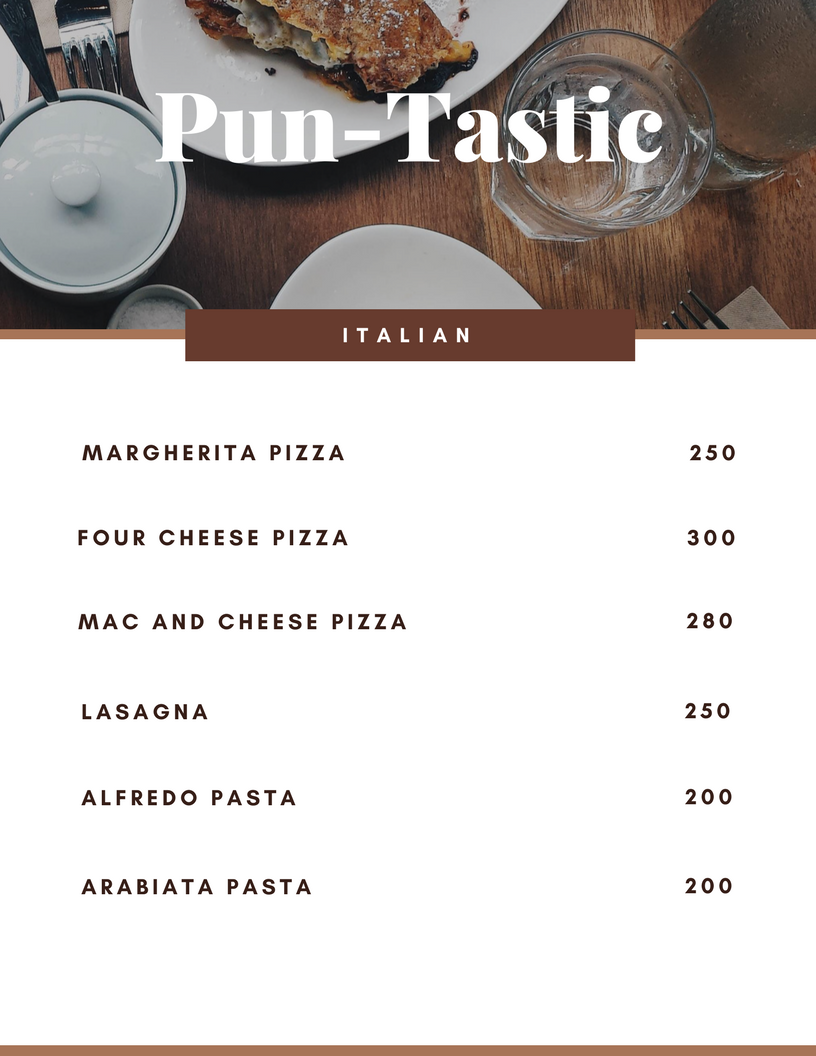 Pun-Tastic
ITALIAN
MARGHERITA PIZZA 250
FOUR CHEESE PIZZA 300
MAC AND CHEESE PIZZA 280
LASAGNA 250
ALFREDO PASTA 200
ARABIATA PASTA 200